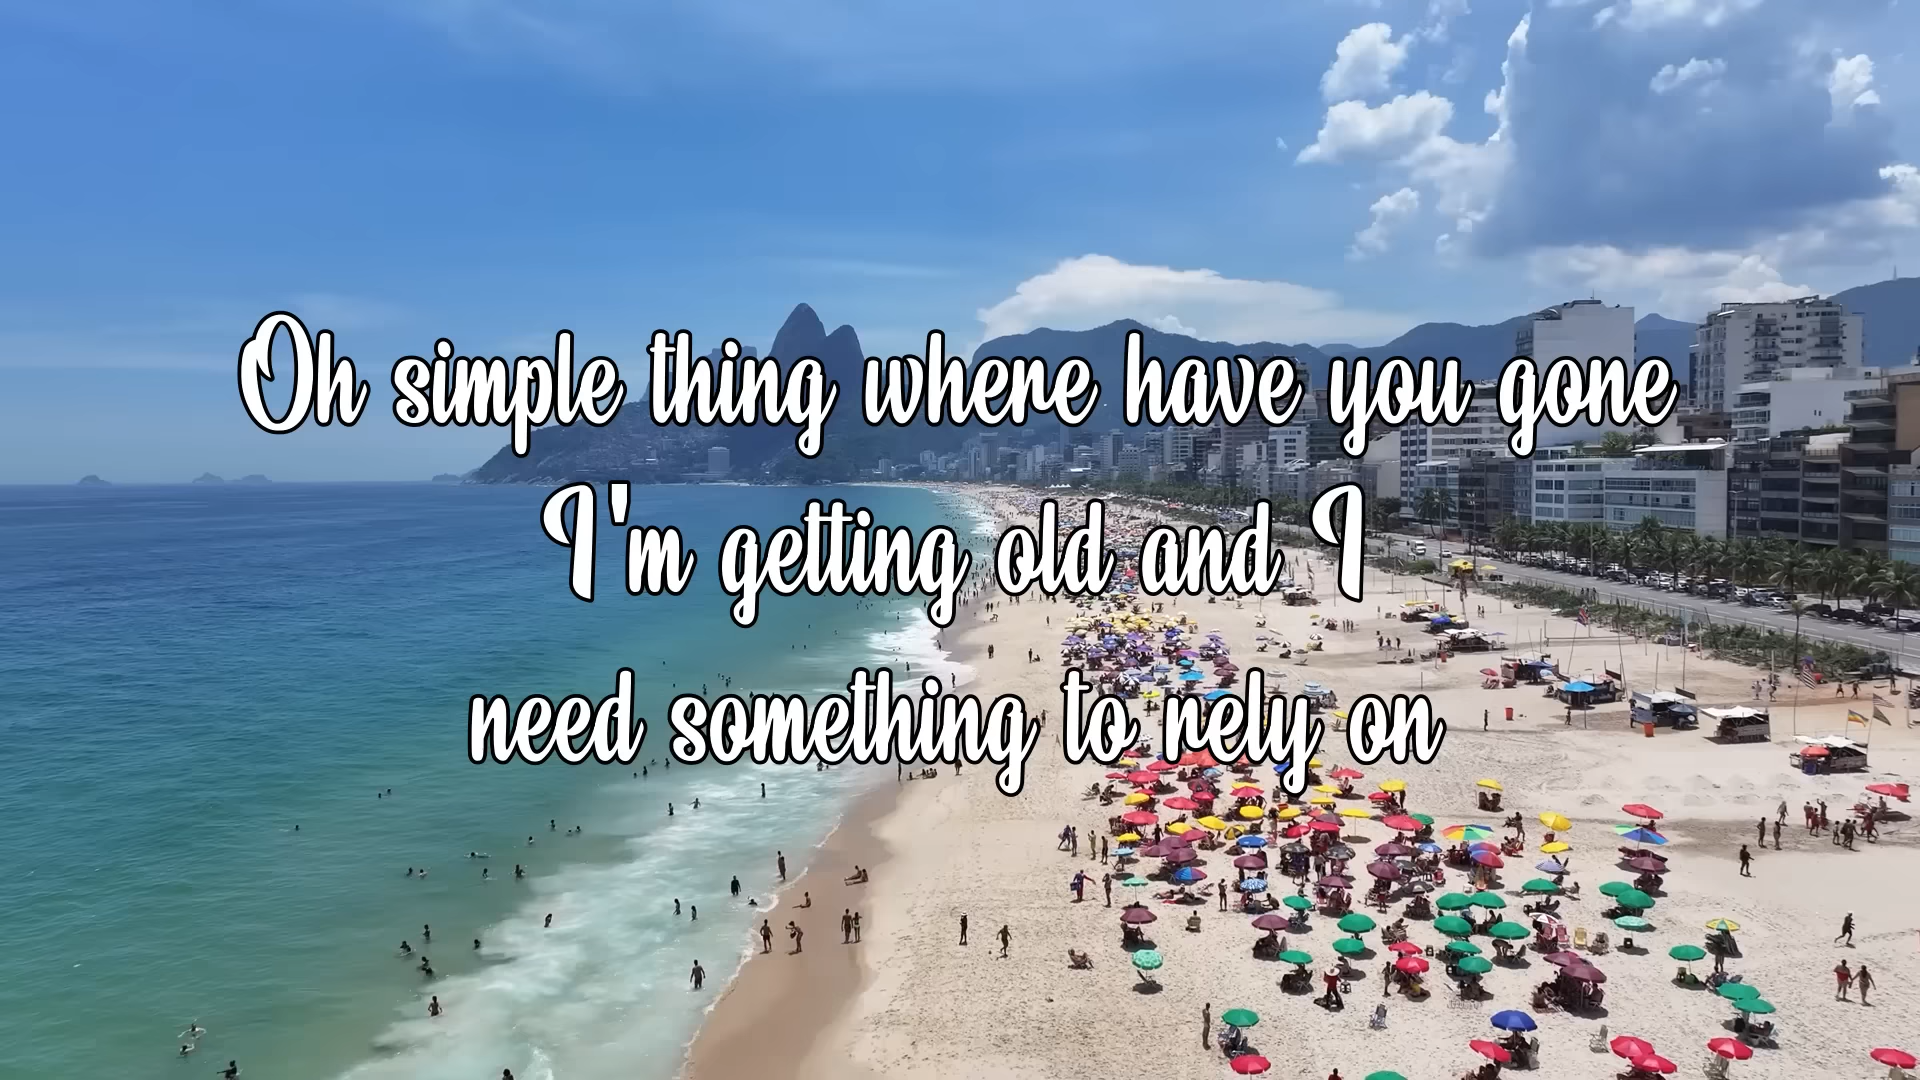 Oh simple thing where have you gone
I'm getting old and I
need something to rely on